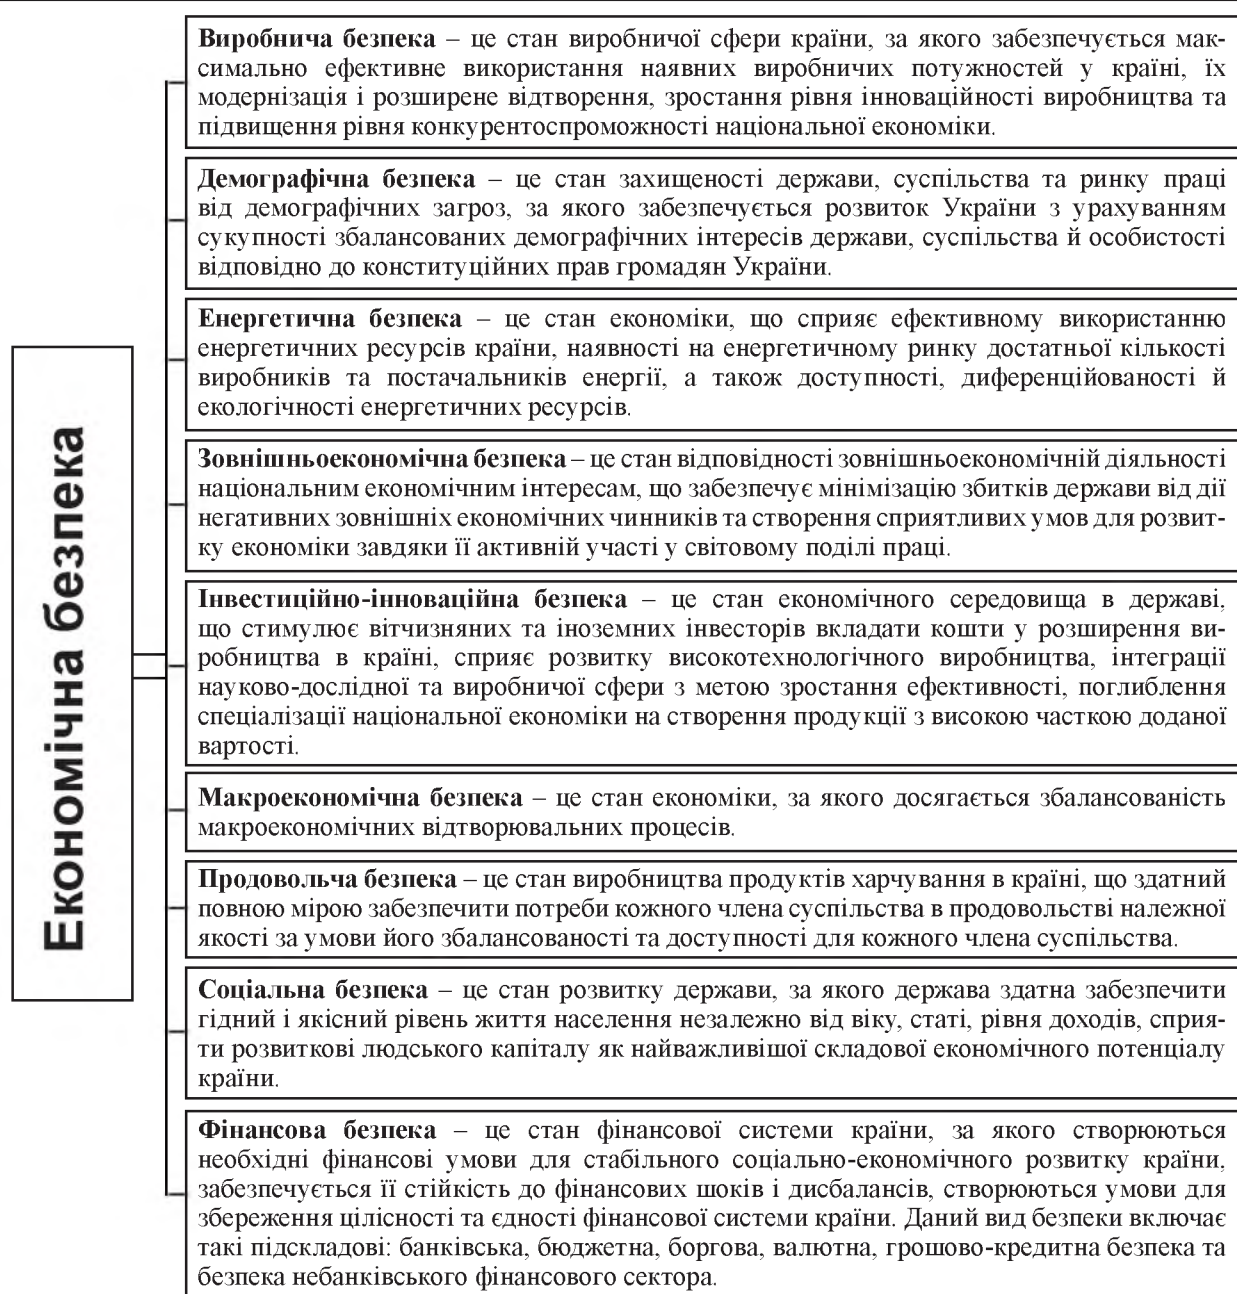 Економічна безпека
Виробнича безпека – це стан виробничої сфери країни, за якого забезпечується мак-
симально ефективне використання наявних виробничих потужностей у країні, їх
модернізація і розширене відтворення, зростання рівня інноваційності виробництва та
підвищення рівня конкурентоспроможності національної економіки.
Демографічна безпека – це стан захищеності держави, суспільства та ринку праці
від демографічних загроз, за якого забезпечується розвиток України з урахуванням
сукупності збалансованих демографічних інтересів держави, суспільства й особистості
відповідно до конституційних прав громадян України.
Енергетична безпека – це стан економіки, що сприяє ефективному використанню
енергетичних ресурсів країни, наявності на енергетичному ринку достатньої кількості
виробників та постачальників енергії, а також доступності, диференційованості й
екологічності енергетичних ресурсів.
Зовнішньоекономічна безпека – це стан відповідності зовнішньоекономічній діяльності
національним економічним інтересам, що забезпечує мінімізацію збитків держави від дії
негативних зовнішніх економічних чинників та створення сприятливих умов для розвит-
ку економіки завдяки її активній участі у світовому поділі праці.
Інвестиційно-інноваційна безпека – це стан економічного середовища в державі,
що стимулює вітчизняних та іноземних інвесторів вкладати кошти у розширення ви-
робництва в країні, сприяє розвитку високотехнологічного виробництва, інтеграції
науково-дослідної та виробничої сфери з метою зростання ефективності, поглиблення
спеціалізації національної економіки на створення продукції з високою часткою доданої
вартості.
Макроекономічна безпека – це стан економіки, за якого досягається збалансованість
макроекономічних відтворювальних процесів.
Продовольча безпека – це стан виробництва продуктів харчування в країні, що здатний
повною мірою забезпечити потреби кожного члена суспільства в продовольстві належної
якості за умови його збалансованості та доступності для кожного члена суспільства.
Соціальна безпека – це стан розвитку держави, за якого держава здатна забезпечити
гідний і якісний рівень життя населення незалежно від віку, статі, рівня доходів, сприя-
ти розвиткові людського капіталу як найважливішої складової економічного потенціалу
країни.
Фінансова безпека – це стан фінансової системи країни, за якого створюються
необхідні фінансові умови для стабільного соціально-економічного розвитку країни,
забезпечується її стійкість до фінансових шоків і дисбалансів, створюються умови для
збереження цілісності та єдності фінансової системи країни. Даний вид безпеки включає
такі підскладові: банківська, бюджетна, боргова, валютна, грошово-кредитна безпека та
безпека небанківського фінансового сектора.